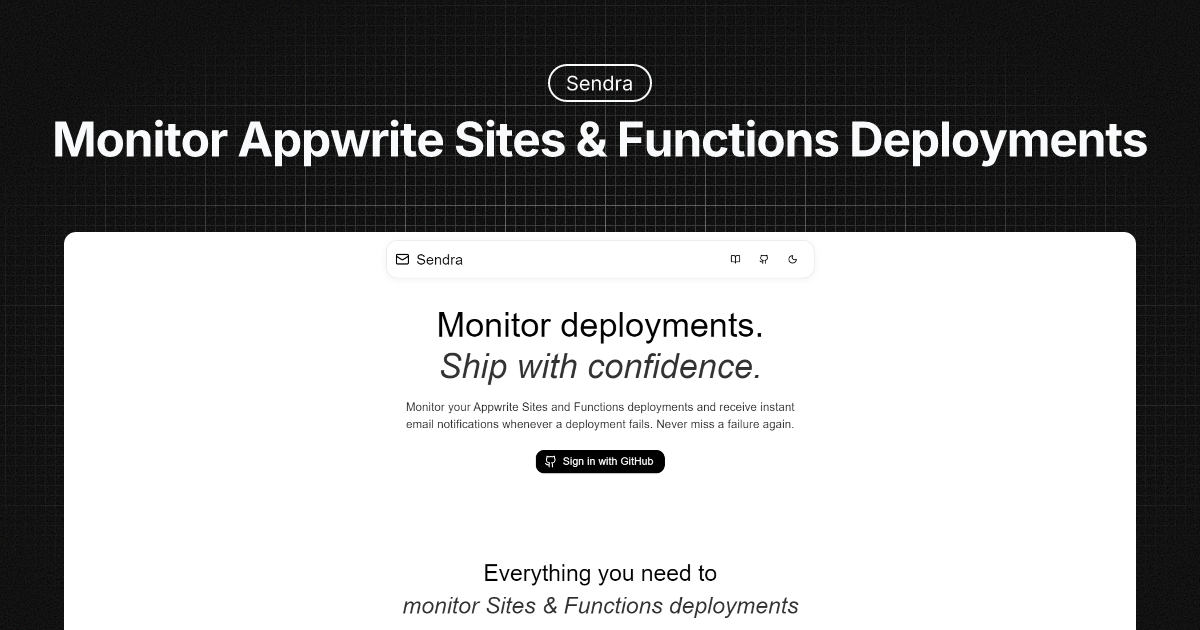 Sendra
Monitor Appwrite Sites & Functions Deployments
Sendra
Monitor deployments.
Ship with confidence.
Monitor your Appwrite Sites and Functions deployments and receive instant
email notifications whenever a deployment fails. Never miss a failure again.
Sign in with GitHub
Everything you need to
monitor Sites & Functions deployments